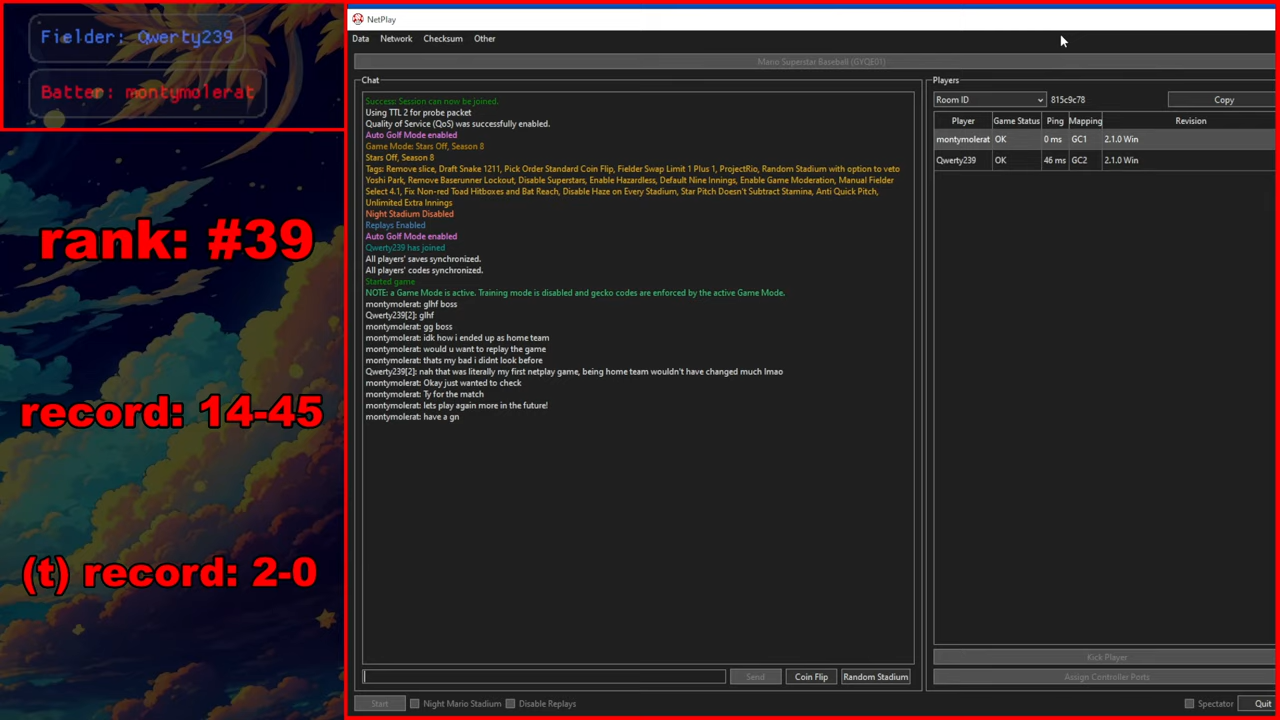 Fielder: Qwerty239
Batter: montymolerat
rank: #39
record: 14-45
(t) record: 2-0
NetPlay
Data Network Checksum Other
Mario Superstar Baseball (GYQE01)
Chat
Success: Session can now be joined.
Using TTL 2 for probe packet
Quality of Service (QoS) was successfully enabled.
Auto Golf Mode enabled
Game Mode: Stars Off, Season 8
Stars Off, Season 8
Tags: Remove slice, Draft Snake 1211, Pick Order Standard Coin Flip, Fielder Swap Limit 1 Plus 1, ProjectRio, Random Stadium with option to veto
Yoshi Park, Remove Baserunner Lockout, Disable Superstars, Enable Hazardless, Default Nine Innings, Enable Game Moderation, Manual Fielder
Select 4.1, Fix Non-red Toad Hitboxes and Bat Reach, Disable Haze on Every Stadium, Star Pitch Doesn't Subtract Stamina, Anti Quick Pitch,
Unlimited Extra Innings
Night Stadium Disabled
Replays Enabled
Auto Golf Mode enabled
Qwerty239 has joined
All players' saves synchronized.
All players' codes synchronized.
Started game
NOTE: a Game Mode is active. Training mode is disabled and gecko codes are enforced by the active Game Mode.
montymolerat: glhf boss
Qwerty239[2]: glhf
montymolerat: gg boss
montymolerat: idk how i ended up as home team
montymolerat: would u want to replay the game
montymolerat: thats my bad i didnt look before
Qwerty239[2]: nah that was literally my first netplay game, being home team wouldn't have changed much lmao
montymolerat: Okay just wanted to check
montymolerat: Ty for the match
montymolerat: lets play again more in the future!
montymolerat: have a gn
Send Coin Flip Random Stadium
Players
Room ID 815c9c78 Copy
Player Game Status Ping Mapping Revision
montymolerat OK 0 ms GC1 2.1.0 Win
Qwerty239 OK 46 ms GC2 2.1.0 Win
Kick Player
Assign Controller Ports
Start Night Mario Stadium Disable Replays Spectator Quit